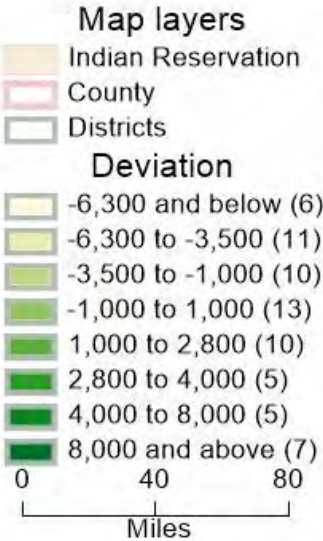 Map layers
Indian Reservation
County
Districts
Deviation
-6,300 and below (6)
-6,300 to -3,500 (11)
-3,500 to -1,000 (10)
-1,000 to 1,000 (13)
1,000 to 2,800 (10)
2,800 to 4,000 (5)
4,000 to 8,000 (5)
8,000 and above (7)
0 40 80
Miles